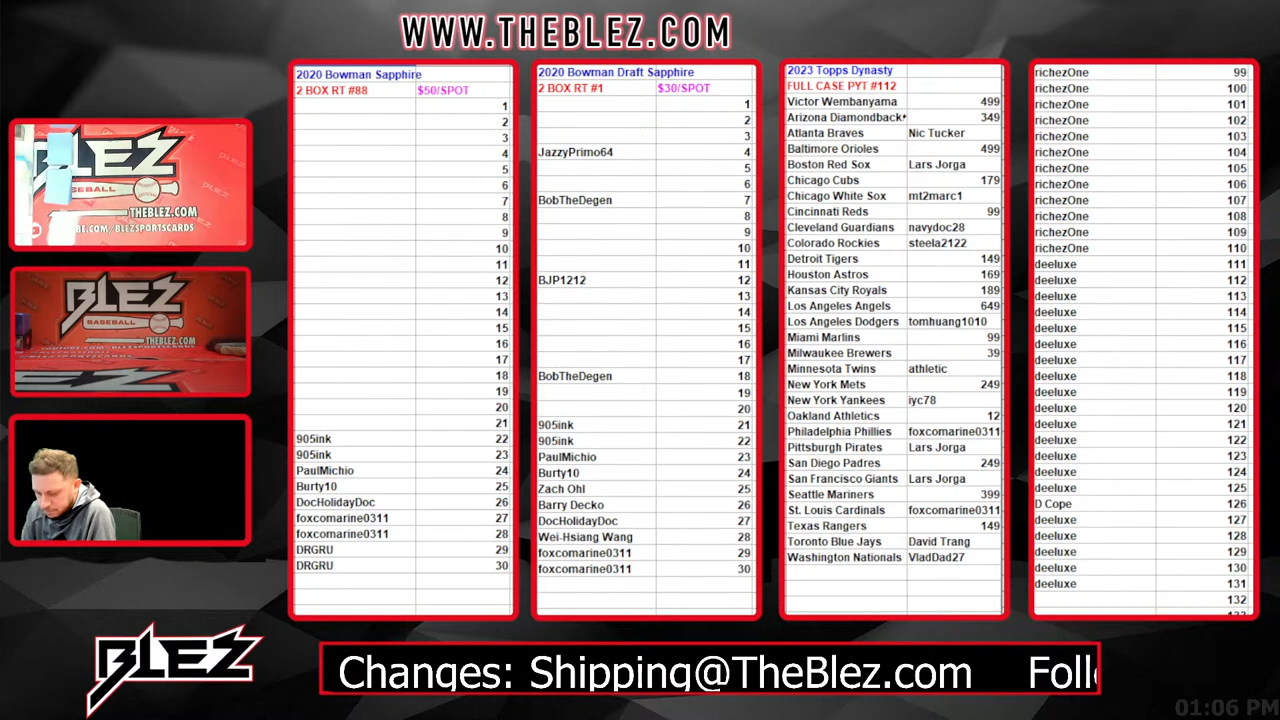 WWW.THEBLEZ.COM
BLEZ
BASEBALL
THEBLEZ.COM
BE.COM/BLEZSPORTSCARDS
BLEZ
BASEBALL
THEBLEZ.COM
2020 Bowman Sapphire
2 BOX RT #88 $50/SPOT
1
2
3
4
5
6
7
8
9
10
11
12
13
14
15
16
17
18
19
20
21
905ink 22
905ink 23
PaulMichio 24
Burty10 25
DocHolidayDoc 26
foxcomarine0311 27
foxcomarine0311 28
DRGRU 29
DRGRU 30
2020 Bowman Draft Sapphire
2 BOX RT #1 $30/SPOT
1
2
3
JazzyPrimo64 4
5
6
BobTheDegen 7
8
9
10
11
BJP1212 12
13
14
15
16
17
BobTheDegen 18
19
20
905ink 21
905ink 22
PaulMichio 23
Burty10 24
Zach Ohl 25
Barry Decko 26
DocHolidayDoc 27
Wei-Hsiang Wang 28
foxcomarine0311 29
foxcomarine0311 30
2023 Topps Dynasty
FULL CASE PYT #112
Victor Wembanyama 499
Arizona Diamondback 349
Atlanta Braves Nic Tucker
Baltimore Orioles 499
Boston Red Sox Lars Jorga
Chicago Cubs 179
Chicago White Sox mt2marc1
Cincinnati Reds 99
Cleveland Guardians navydoc28
Colorado Rockies steela2122
Detroit Tigers 149
Houston Astros 169
Kansas City Royals 189
Los Angeles Angels 649
Los Angeles Dodgers tomhuang1010
Miami Marlins 99
Milwaukee Brewers 39
Minnesota Twins athletic
New York Mets 249
New York Yankees iyc78
Oakland Athletics 12
Philadelphia Phillies foxcomarine0311
Pittsburgh Pirates Lars Jorga
San Diego Padres 249
San Francisco Giants Lars Jorga
Seattle Mariners 399
St. Louis Cardinals foxcomarine0311
Texas Rangers 149
Toronto Blue Jays David Trang
Washington Nationals VladDad27
richezOne 99
richezOne 100
richezOne 101
richezOne 102
richezOne 103
richezOne 104
richezOne 105
richezOne 106
richezOne 107
richezOne 108
richezOne 109
richezOne 110
deeluxe 111
deeluxe 112
deeluxe 113
deeluxe 114
deeluxe 115
deeluxe 116
deeluxe 117
deeluxe 118
deeluxe 119
deeluxe 120
deeluxe 121
deeluxe 122
deeluxe 123
deeluxe 124
deeluxe 125
D Cope 126
deeluxe 127
deeluxe 128
deeluxe 129
deeluxe 130
deeluxe 131
132
BLEZ
Changes: Shipping@TheBlez.com Foll
01:06 PM